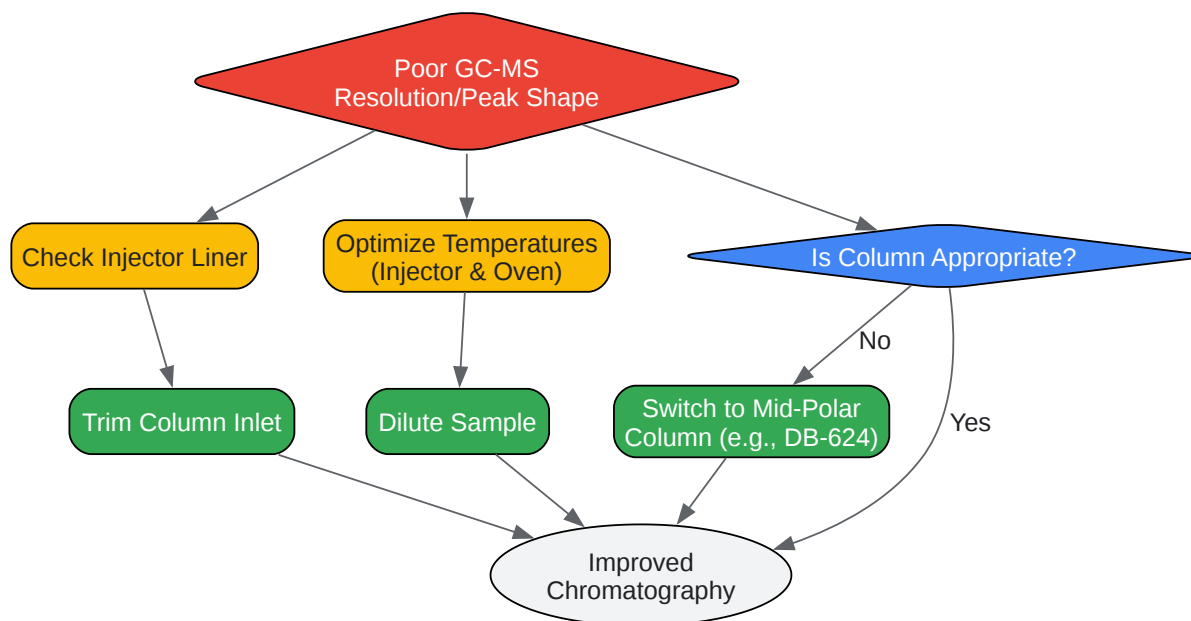 Poor GC-MS
Resolution/Peak Shape
Check Injector Liner
Optimize Temperatures
(Injector & Oven)
Is Column Appropriate?
No
Trim Column Inlet
Dilute Sample
Switch to Mid-Polar
Column (e.g., DB-624)
Yes
Improved
Chromatography